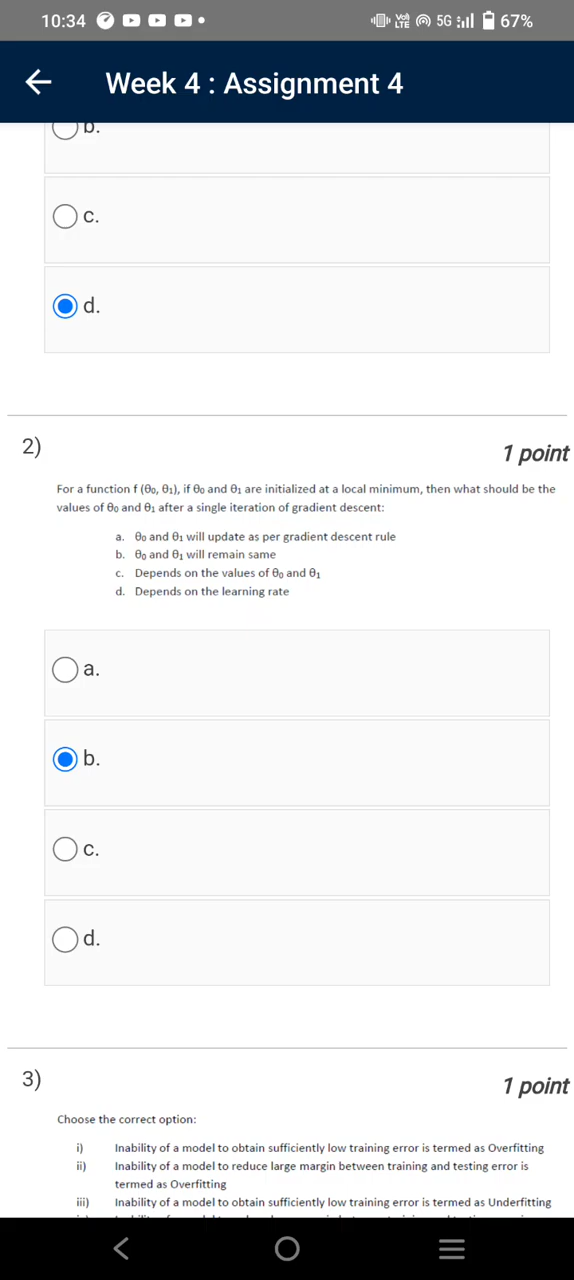 10:34 Vo) LTE 5G 67%
Week 4 : Assignment 4
b.
c.
d.
2)
1 point
For a function f (θ₀, θ₁), if θ₀ and θ₁ are initialized at a local minimum, then what should be the
values of θ₀ and θ₁ after a single iteration of gradient descent:
a. θ₀ and θ₁ will update as per gradient descent rule
b. θ₀ and θ₁ will remain same
c. Depends on the values of θ₀ and θ₁
d. Depends on the learning rate
a.
b.
c.
d.
3)
1 point
Choose the correct option:
i) Inability of a model to obtain sufficiently low training error is termed as Overfitting
ii) Inability of a model to reduce large margin between training and testing error is
termed as Overfitting
iii) Inability of a model to obtain sufficiently low training error is termed as Underfitting